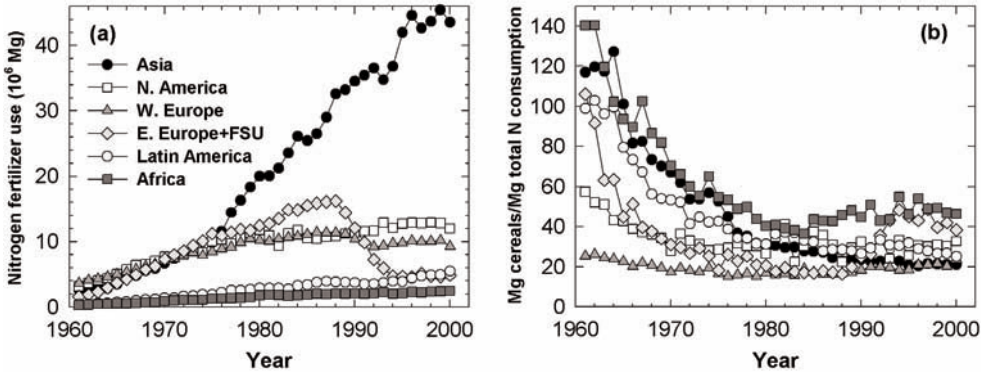 Nitrogen fertilizer use (10⁶ Mg)
40
30
20
10
0
(a)
Asia
N. America
W. Europe
E. Europe+FSU
Latin America
Africa
1960 1970 1980 1990 2000
Year
Mg cereals/Mg total N consumption
140
120
100
80
60
40
20
0
(b)
1960 1970 1980 1990 2000
Year